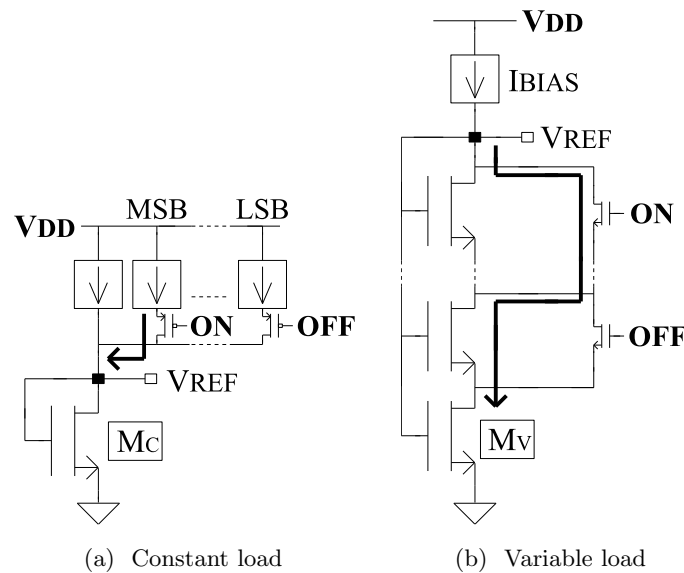 VDD
IBIAS
VREF
MSB LSB
VDD
ON
ON OFF
OFF
VREF
MC
MV
(a) Constant load
(b) Variable load